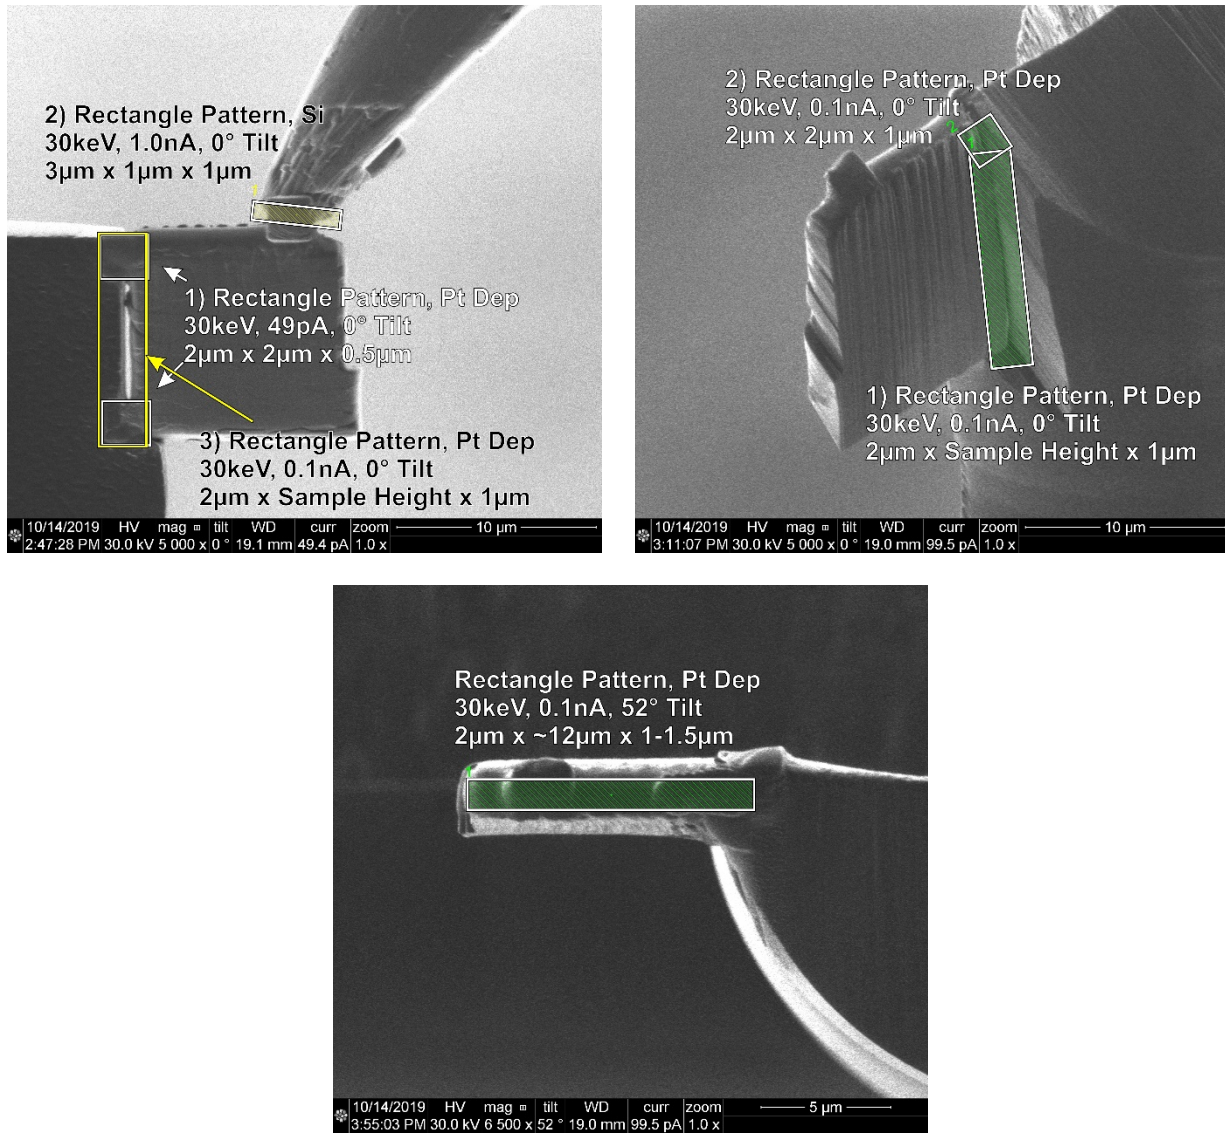 2) Rectangle Pattern, Si
30keV, 1.0nA, 0° Tilt
3µm x 1µm x 1µm
1) Rectangle Pattern, Pt Dep
30keV, 49pA, 0° Tilt
2µm x 2µm x 0.5µm
3) Rectangle Pattern, Pt Dep
30keV, 0.1nA, 0° Tilt
2µm x Sample Height x 1µm
10/14/2019 HV mag tilt WD curr zoom 10 µm
2:47:28 PM 30.0 kV 5 000 x 0 ° 19.1 mm 49.4 pA 1.0 x
2) Rectangle Pattern, Pt Dep
30keV, 0.1nA, 0° Tilt
2µm x 2µm x 1µm
2
1) Rectangle Pattern, Pt Dep
30keV, 0.1nA, 0° Tilt
2µm x Sample Height x 1µm
10/14/2019 HV mag tilt WD curr zoom 10 µm
3:11:07 PM 30.0 kV 5 000 x 0 ° 19.0 mm 99.5 pA 1.0 x
Rectangle Pattern, Pt Dep
30keV, 0.1nA, 52° Tilt
2µm x ~12µm x 1-1.5µm
10/14/2019 HV mag tilt WD curr zoom 5 µm
3:55:03 PM 30.0 kV 6 500 x 52 ° 19.0 mm 99.5 pA 1.0 x